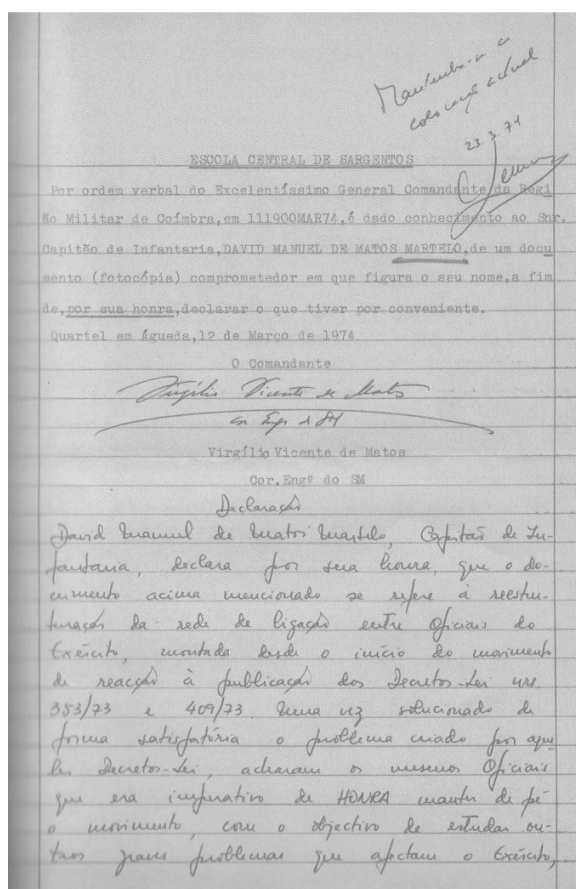 Mantenha-se a
colocação actual
23.3.74
ESCOLA CENTRAL DE SARGENTOS
Por ordem verbal do Excelentíssimo General Comandante da Regi
ão Militar de Coímbra,em 111900MAR74,é dado conhecimento ao Snr.
Capitão de Infantaria,DAVID MANUEL DE MATOS MARTELO,de um docu
mento (fotocópia) comprometedor em que figura o seu nome,a fim
de,por sua honra,declarar o que tiver por conveniente.
Quartel em Águeda,12 de Março de 1974
O Comandante
Virgílio Vicente de Matos
Cor. Engº do SM
Virgílio Vicente de Matos
Cor.Engº do SM
Declaração
David Manuel de Matos Martelo, Capitão de In-
fantaria, declara por sua honra, que o do-
cumento acima mencionado se refere à reestru-
turação da rede de ligação entre Oficiais do
Exército, montada desde o início do movimento
de reacção à publicação dos Decretos-Lei nrs
353/73 e 409/73. Uma vez solucionado de
forma satisfatória o problema criado por aque
les Decretos-Lei, acharam os mesmos Oficiais
que era imperativo de HONRA manter de pé
o movimento, com o objectivo de estudar ou-
tros graves problemas que afectam o Exército,